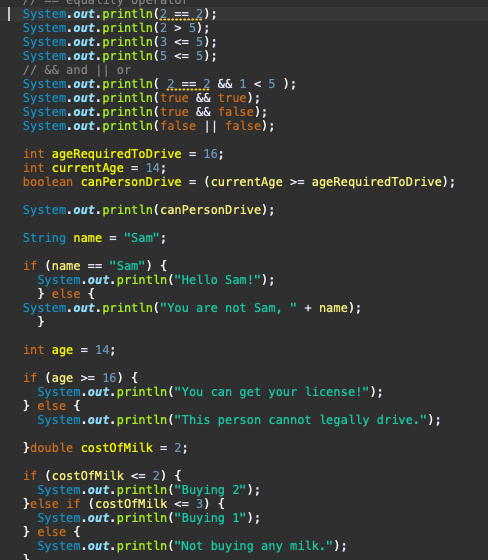 // == equality operator
System.out.println(2 == 2);
System.out.println(2 > 5);
System.out.println(3 <= 5);
System.out.println(5 <= 5);
// && and || or
System.out.println( 2 == 2 && 1 < 5 );
System.out.println(true && true);
System.out.println(true && false);
System.out.println(false || false);
int ageRequiredToDrive = 16;
int currentAge = 14;
boolean canPersonDrive = (currentAge >= ageRequiredToDrive);
System.out.println(canPersonDrive);
String name = "Sam";
if (name == "Sam") {
System.out.println("Hello Sam!");
} else {
System.out.println("You are not Sam, " + name);
}
int age = 14;
if (age >= 16) {
System.out.println("You can get your license!");
} else {
System.out.println("This person cannot legally drive.");
}double costOfMilk = 2;
if (costOfMilk <= 2) {
System.out.println("Buying 2");
}else if (costOfMilk <= 3) {
System.out.println("Buying 1");
} else {
System.out.println("Not buying any milk.");
}